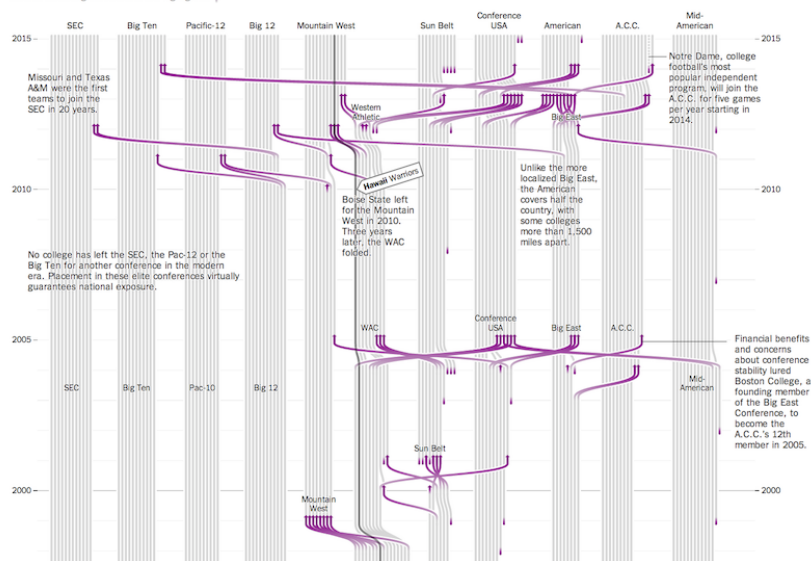 SEC
Big Ten
Pacific-12
Big 12
Mountain West
Sun Belt
Conference
USA
American
A.C.C.
Mid-
American
2015
2015
Missouri and Texas
A&M were the first
teams to join the
SEC in 20 years.
Western
Athletic
Big East
Notre Dame, college
football's most
popular independent
program, will join the
A.C.C. for five games
per year starting in
2014.
Hawaii Warriors
2010
2010
Boise State left
for the Mountain
West in 2010.
Three years
later, the WAC
folded.
Unlike the more
localized Big East,
the American
covers half the
country, with
some colleges
more than 1,500
miles apart.
No college has left the SEC, the Pac-12 or the
Big Ten for another conference in the modern
era. Placement in these elite conferences virtually
guarantees national exposure.
2005
2005
WAC
Conference
USA
Big East
A.C.C.
Financial benefits
and concerns
about conference
stability lured
Boston College, a
founding member
of the Big East
Conference, to
become the
A.C.C.'s 12th
member in 2005.
SEC
Big Ten
Pac-10
Big 12
Mid-
American
Sun Belt
2000
2000
Mountain
West